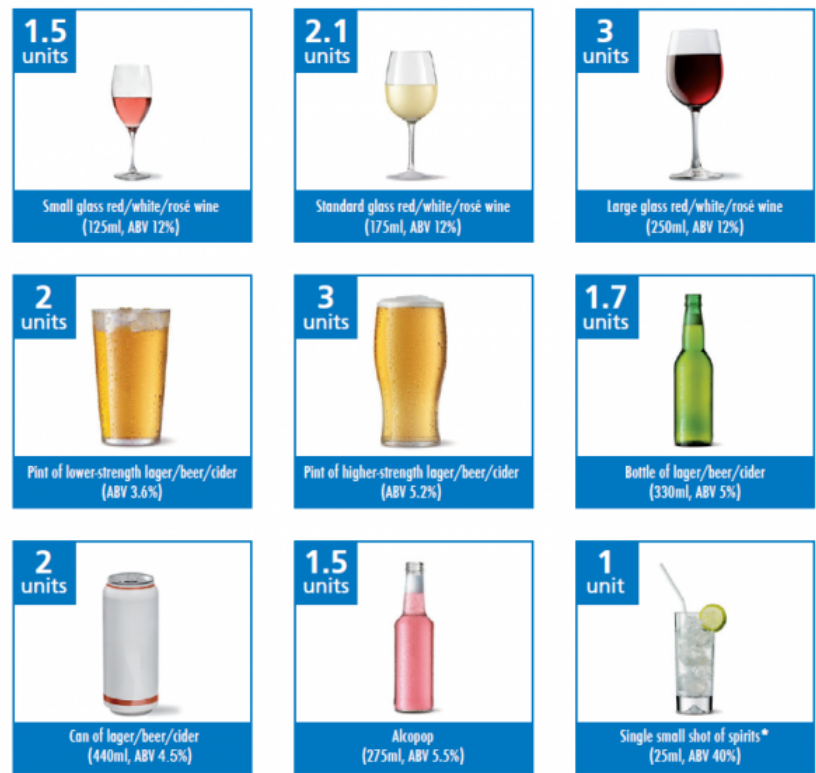 1.5
units
Small glass red/white/rosé wine
(125ml, ABV 12%)
2.1
units
Standard glass red/white/rosé wine
(175ml, ABV 12%)
3
units
Large glass red/white/rosé wine
(250ml, ABV 12%)
2
units
Pint of lower-strength lager/beer/cider
(ABV 3.6%)
3
units
Pint of higher-strength lager/beer/cider
(ABV 5.2%)
1.7
units
Bottle of lager/beer/cider
(330ml, ABV 5%)
2
units
Can of lager/beer/cider
(440ml, ABV 4.5%)
1.5
units
Alcopop
(275ml, ABV 5.5%)
1
unit
Single small shot of spirits*
(25ml, ABV 40%)